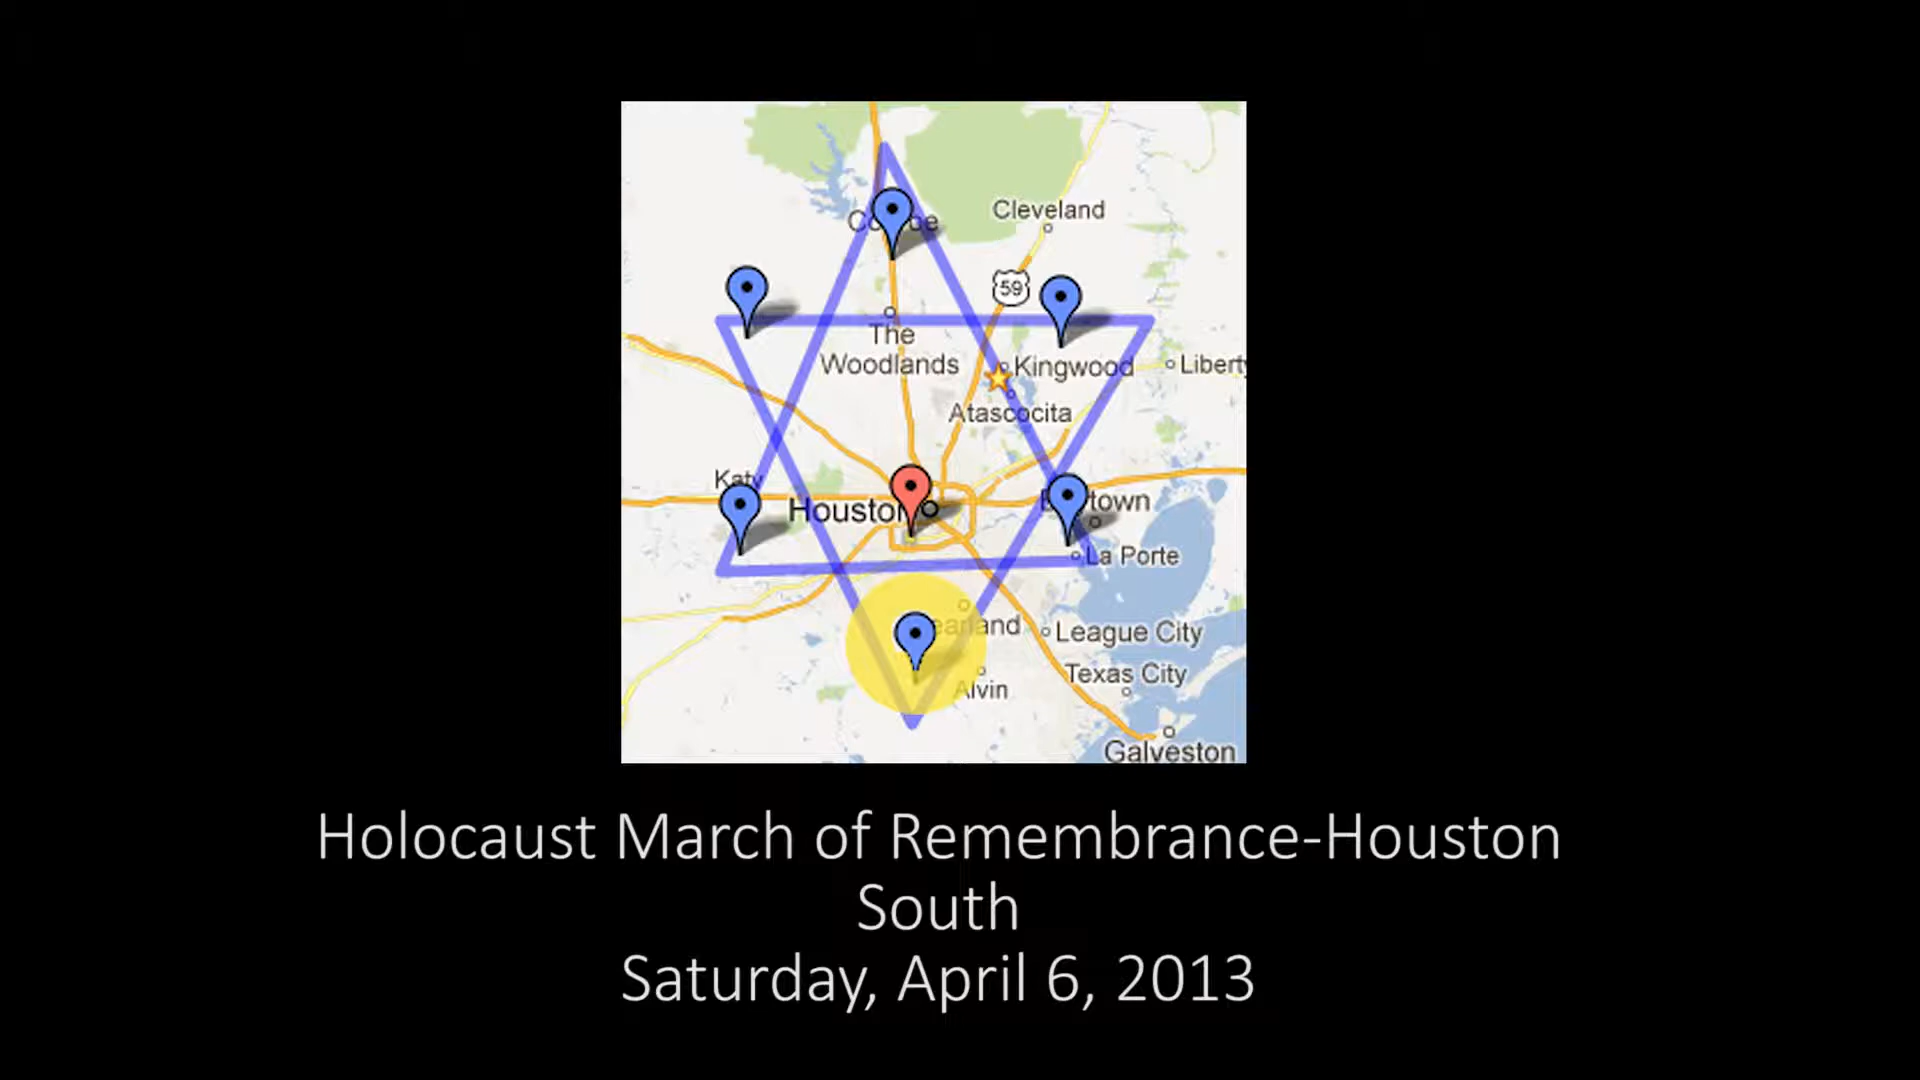 Cleveland
59
The
Woodlands
Kingwood
Liberty
Atascocita
Katy
Houston
La Porte
League City
Texas City
Alvin
Galveston
Holocaust March of Remembrance-Houston
South
Saturday, April 6, 2013